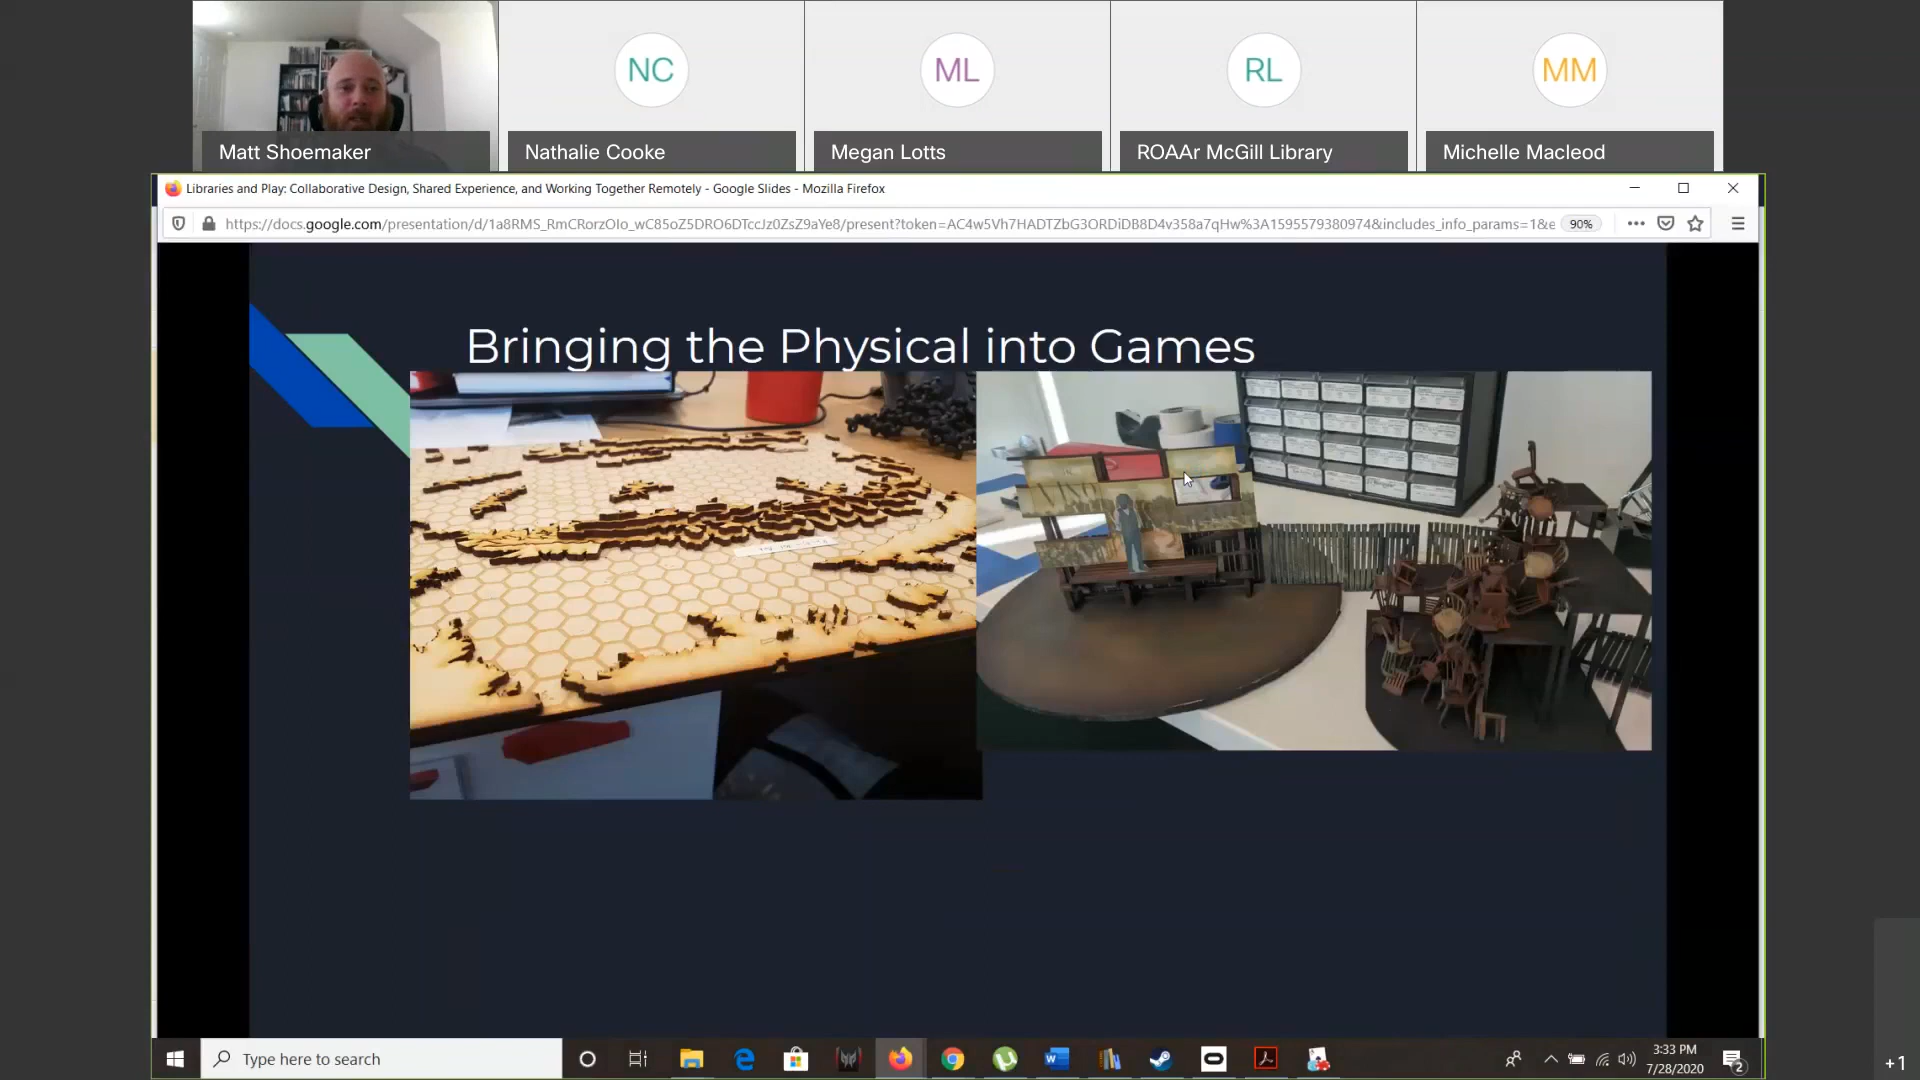 NC
ML
RL
MM
Matt Shoemaker
Nathalie Cooke
Megan Lotts
ROAAr McGill Library
Michelle Macleod
Libraries and Play: Collaborative Design, Shared Experience, and Working Together Remotely - Google Slides - Mozilla Firefox
https://docs.google.com/presentation/d/1a8RMS_RmCRorzOIo_wC85oZ5DRO6DTccJz0ZsZ9aYe8/present?token=AC4w5Vh7HADTZbG3ORDiDB8D4v358a7qHw%3A1595579380974&includes_info_params=1&e
90%
Bringing the Physical into Games
Type here to search
3:33 PM
7/28/2020
2
+1